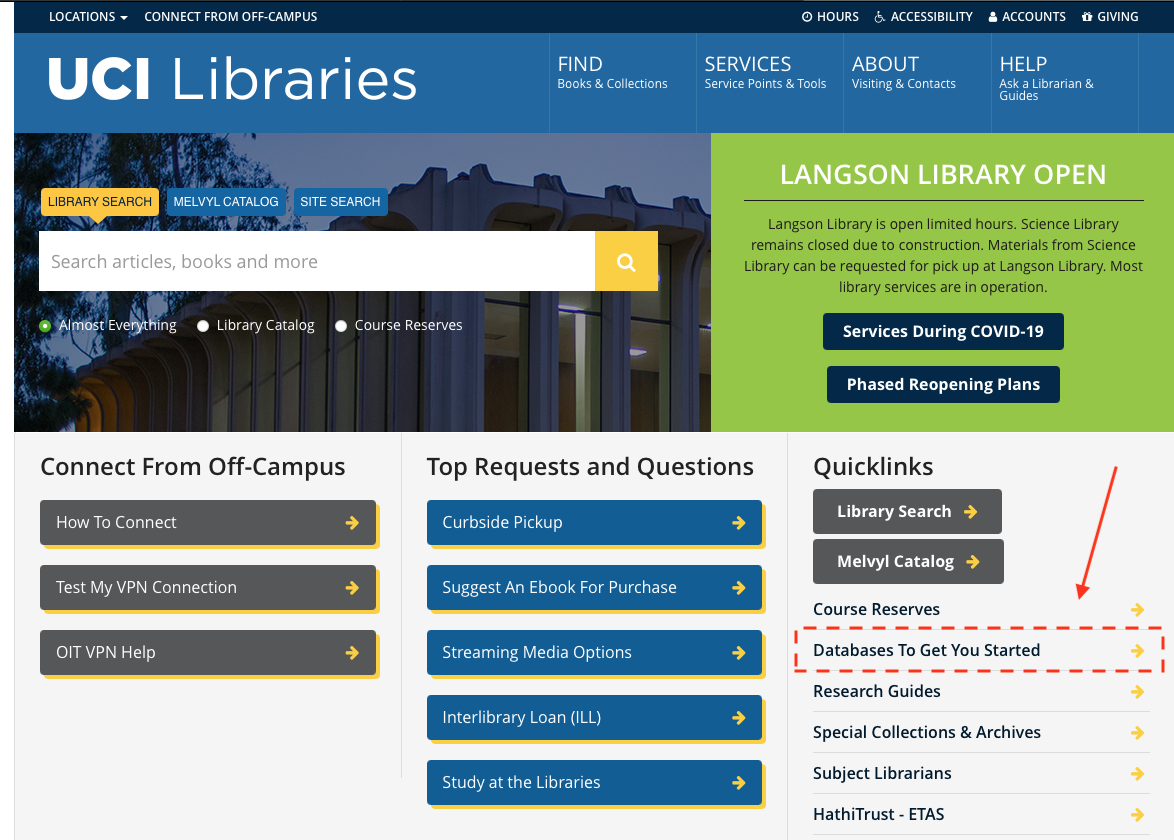 LOCATIONS CONNECT FROM OFF-CAMPUS HOURS ACCESSIBILITY ACCOUNTS GIVING
UCI Libraries
FIND
Books & Collections
SERVICES
Service Points & Tools
ABOUT
Visiting & Contacts
HELP
Ask a Librarian &
Guides
LIBRARY SEARCH MELVYL CATALOG SITE SEARCH
Search articles, books and more
Almost Everything Library Catalog Course Reserves
LANGSON LIBRARY OPEN
Langson Library is open limited hours. Science Library
remains closed due to construction. Materials from Science
Library can be requested for pick up at Langson Library. Most
library services are in operation.
Services During COVID-19
Phased Reopening Plans
Connect From Off-Campus
How To Connect
Test My VPN Connection
OIT VPN Help
Top Requests and Questions
Curbside Pickup
Suggest An Ebook For Purchase
Streaming Media Options
Interlibrary Loan (ILL)
Study at the Libraries
Quicklinks
Library Search
Melvyl Catalog
Course Reserves
Databases To Get You Started
Research Guides
Special Collections & Archives
Subject Librarians
HathiTrust - ETAS